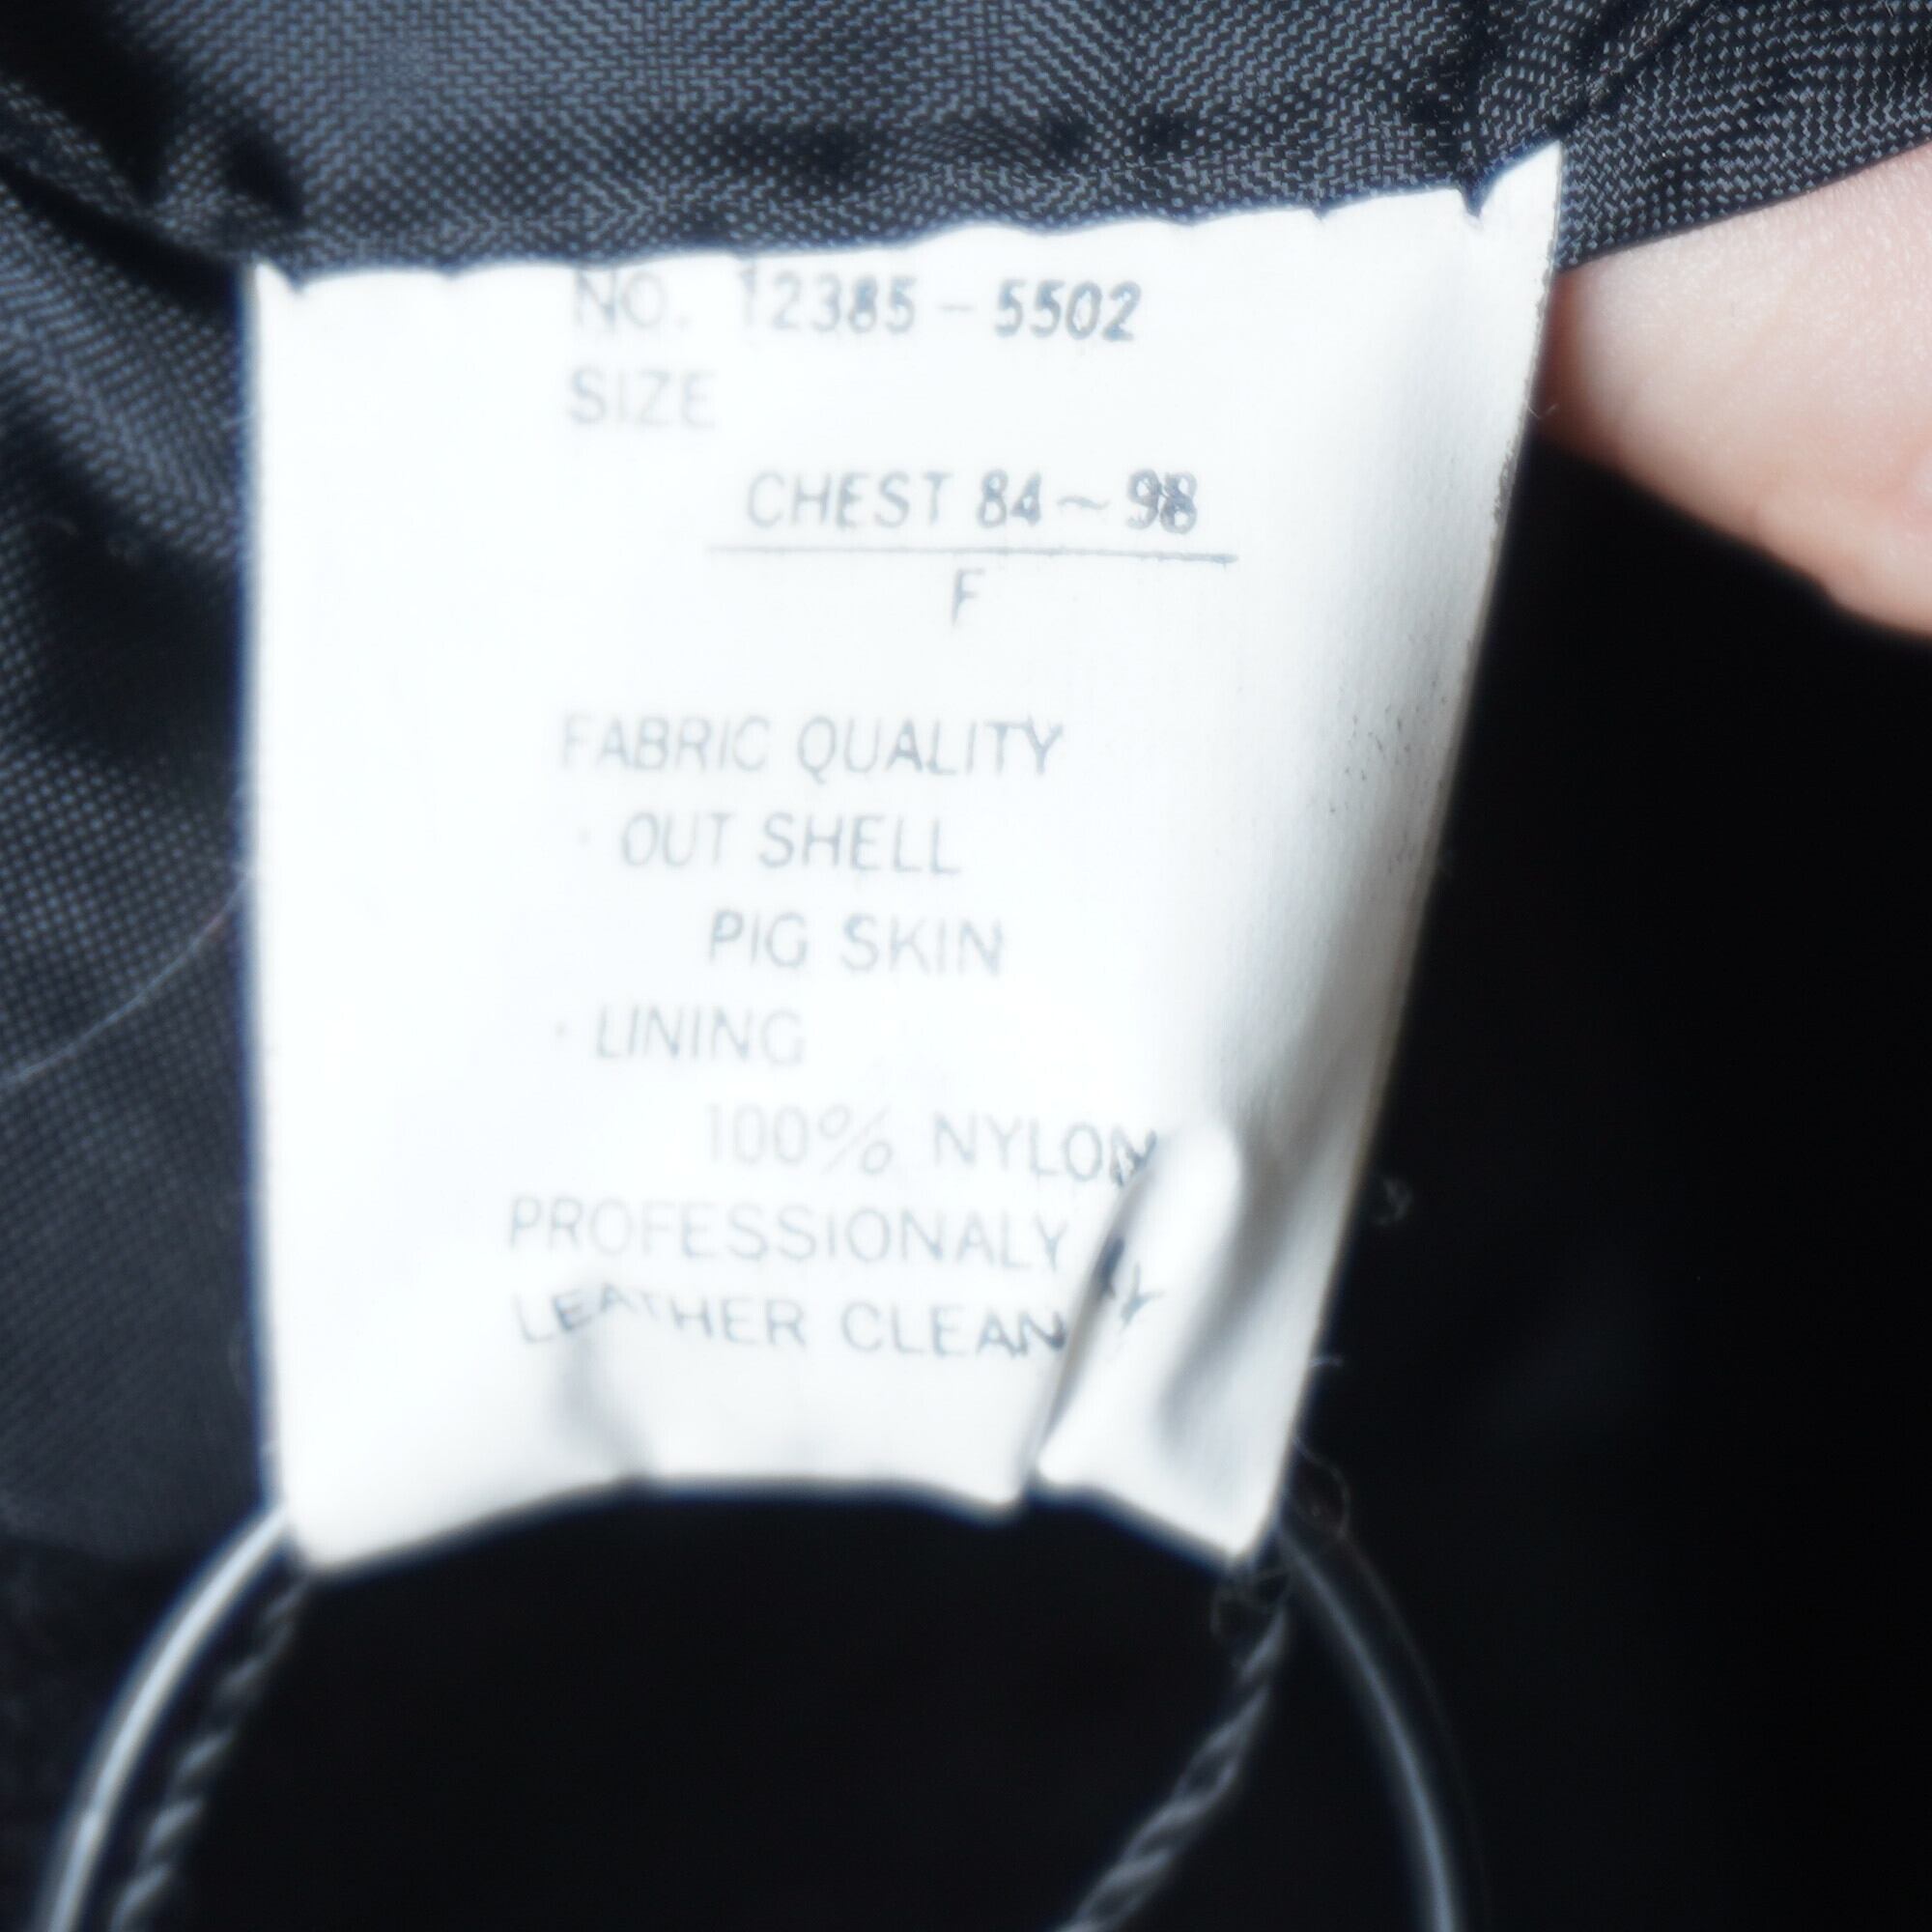 NO. 12385-5502
SIZE
CHEST 84~98
F
FABRIC QUALITY
· OUT SHELL
PIG SKIN
· LINING
100% NYLON
PROFESSIONALY
LEATHER CLEAN